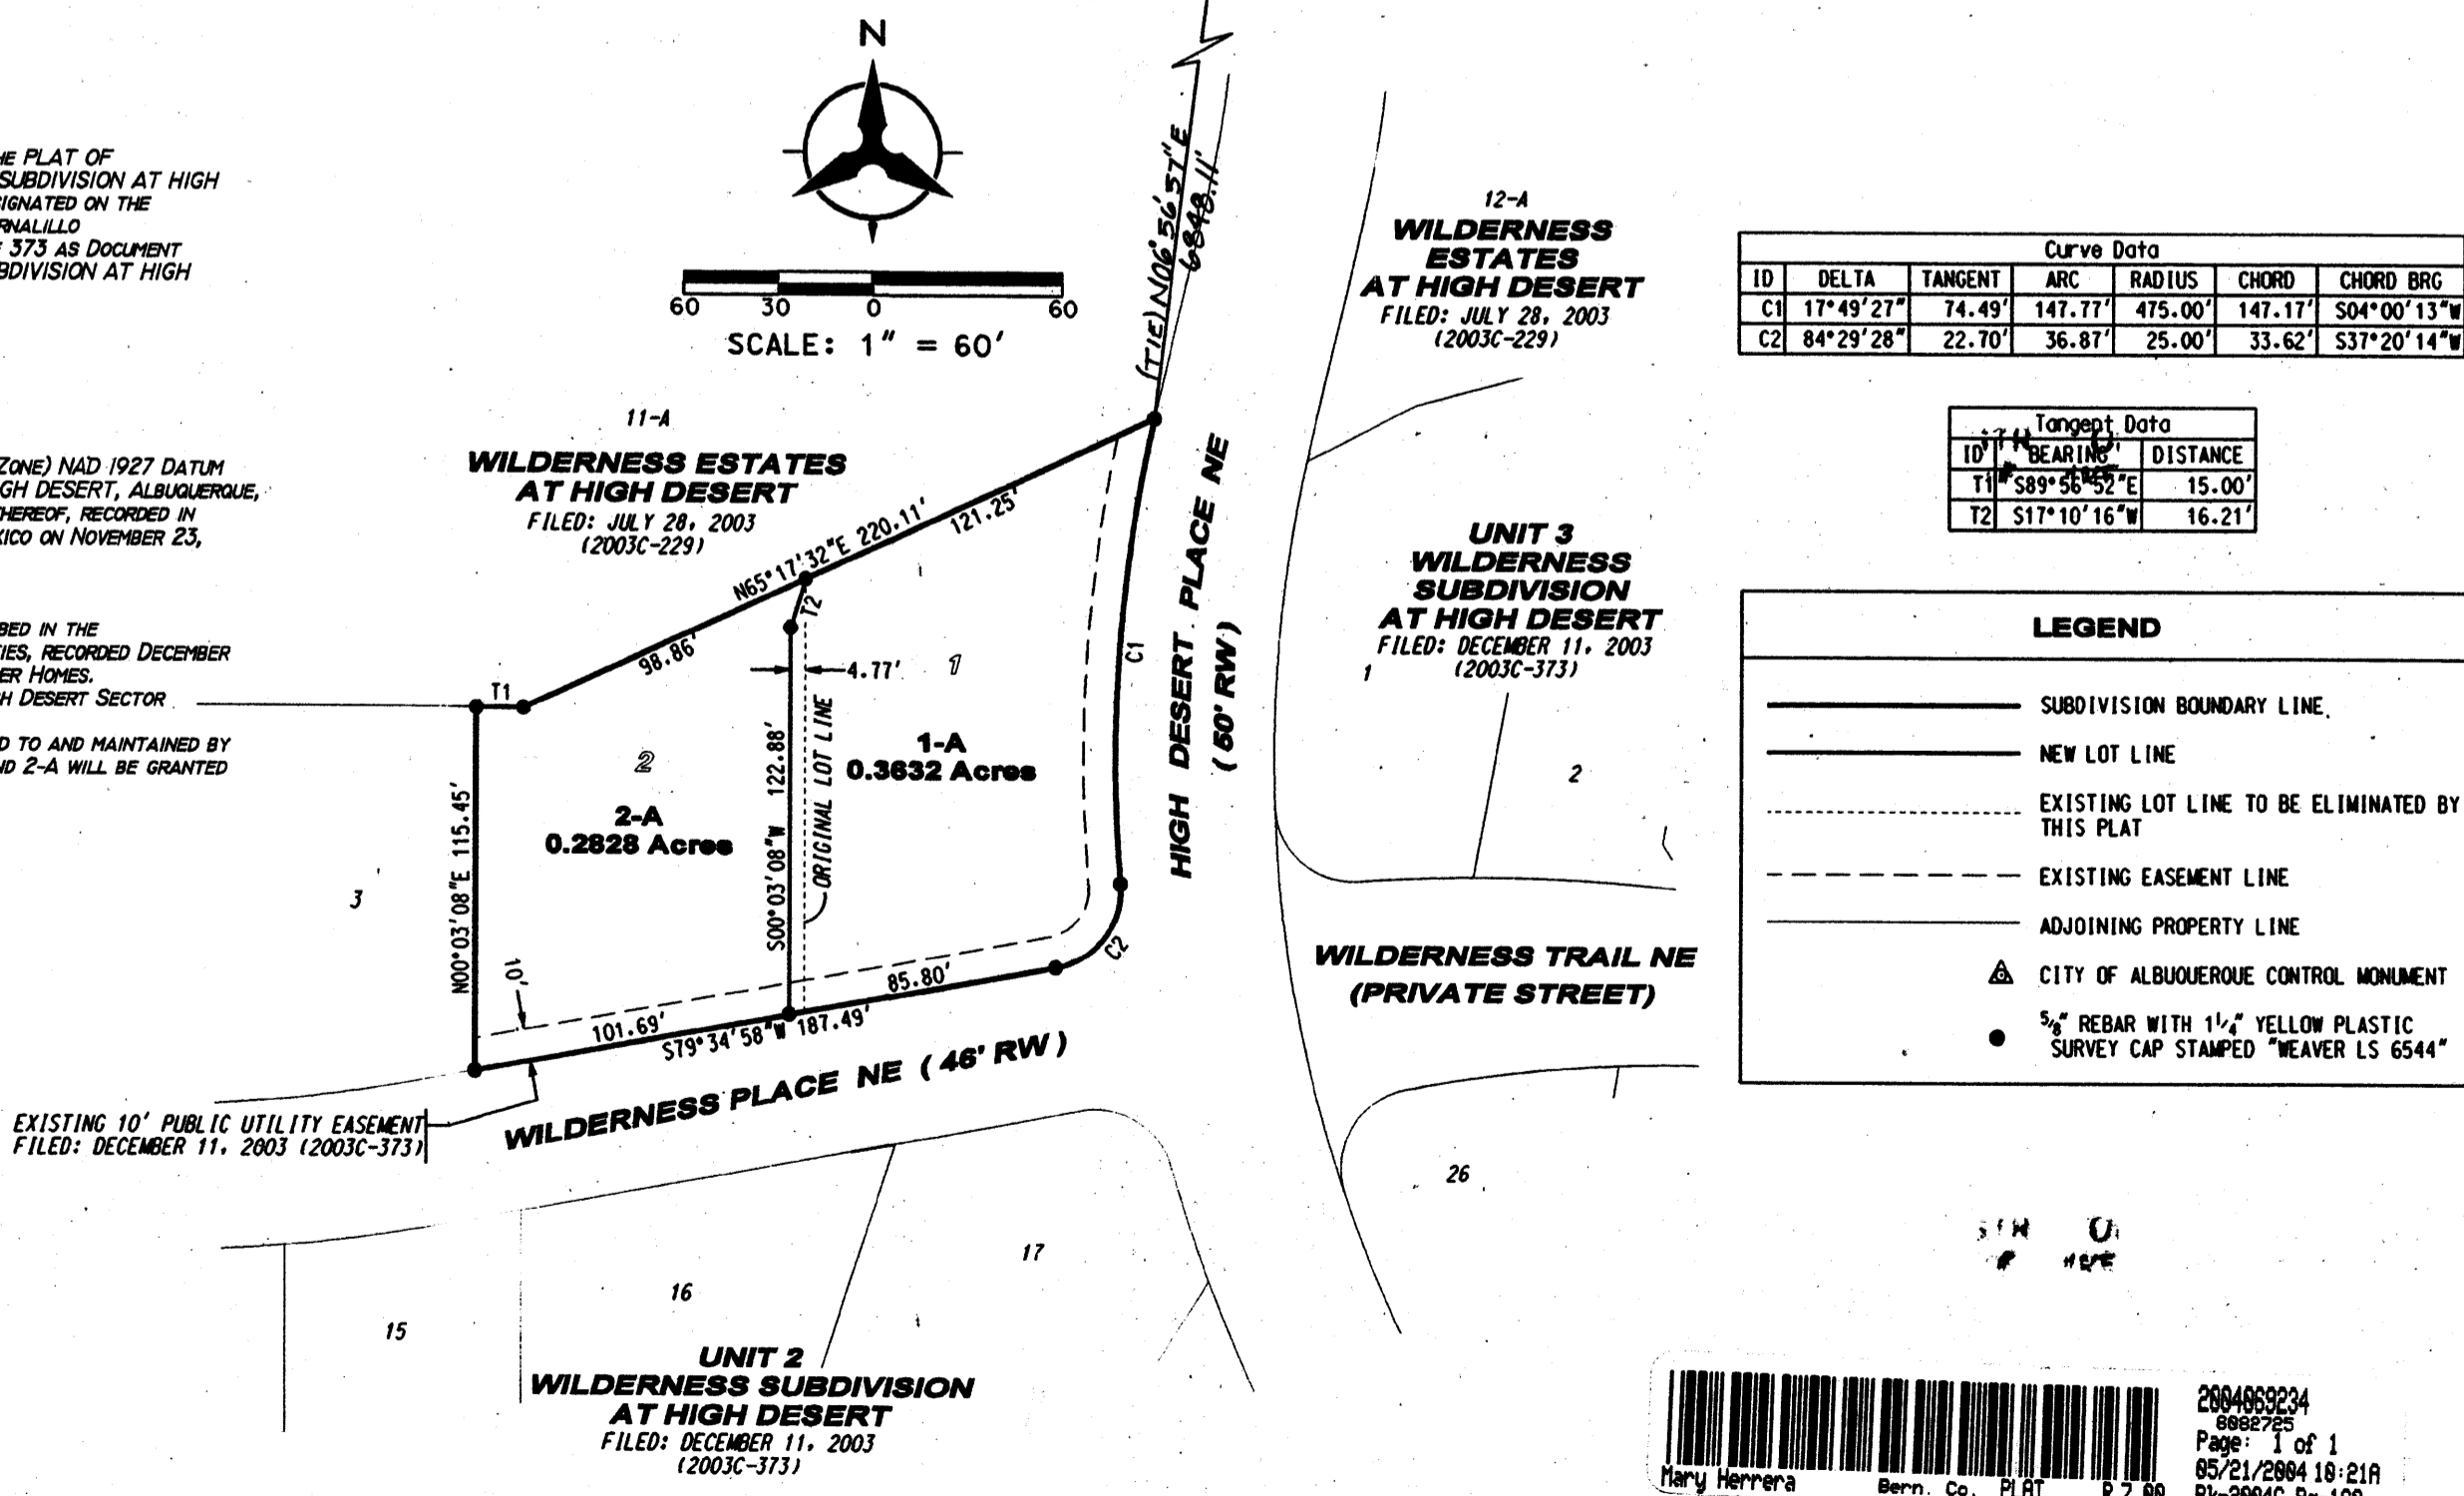 HE PLAT OF
SUBDIVISION AT HIGH
SIGNATED ON THE
RNALILLO
373 AS DOCUMENT
BDIVISION AT HIGH
ZONE) NAD 1927 DATUM
GH DESERT, ALBUQUERQUE,
HEREOF, RECORDED IN
XICO ON NOVEMBER 23,
BED IN THE
TIES, RECORDED DECEMBER
ER HOMES.
H DESERT SECTOR
D TO AND MAINTAINED BY
ND 2-A WILL BE GRANTED
N
60 30 0 60
SCALE: 1" = 60'
(TIE) N06°56'57"E
6848.11'
11-A
WILDERNESS ESTATES
AT HIGH DESERT
FILED: JULY 28, 2003
(2003C-229)
12-A
WILDERNESS
ESTATES
AT HIGH DESERT
FILED: JULY 28, 2003
(2003C-229)
N65°17'32"E 220.11'
121.25'
98.86'
T1
T2
4.77'
1
2
1-A
0.3632 Acres
2-A
0.2828 Acres
3
N00°03'08"E 115.45'
S00°03'08"W 122.88'
ORIGINAL LOT LINE
C1
C2
10'
101.69'
85.80'
S79°34'58"W 187.49'
HIGH DESERT PLACE NE
(50' RW)
WILDERNESS PLACE NE (46' RW)
EXISTING 10' PUBLIC UTILITY EASEMENT
FILED: DECEMBER 11, 2003 (2003C-373)
UNIT 3
WILDERNESS
SUBDIVISION
AT HIGH DESERT
FILED: DECEMBER 11, 2003
(2003C-373)
1
2
WILDERNESS TRAIL NE
(PRIVATE STREET)
26
17
16
15
UNIT 2
WILDERNESS SUBDIVISION
AT HIGH DESERT
FILED: DECEMBER 11, 2003
(2003C-373)
Curve Data
ID DELTA TANGENT ARC RADIUS CHORD CHORD BRG
C1 17°49'27" 74.49' 147.77' 475.00' 147.17' S04°00'13"W
C2 84°29'28" 22.70' 36.87' 25.00' 33.62' S37°20'14"W
Tangent Data
ID BEARING DISTANCE
T1 S89°56'52"E 15.00'
T2 S17°10'16"W 16.21'
LEGEND
SUBDIVISION BOUNDARY LINE
NEW LOT LINE
EXISTING LOT LINE TO BE ELIMINATED BY
THIS PLAT
EXISTING EASEMENT LINE
ADJOINING PROPERTY LINE
CITY OF ALBUQUERQUE CONTROL MONUMENT
5/8" REBAR WITH 1 1/4" YELLOW PLASTIC
SURVEY CAP STAMPED "WEAVER LS 6544"
2004069234
Page: 1 of 1
05/21/2004 10:21A
Mary Herrera Bern. Co. PLAT